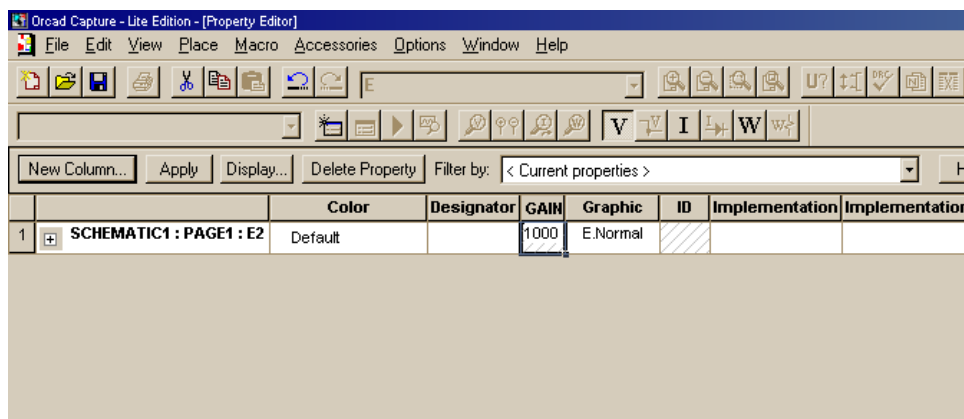 Orcad Capture - Lite Edition - [Property Editor]
File Edit View Place Macro Accessories Options Window Help
E U? DRC
V V I I W W
New Column... Apply Display... Delete Property Filter by: < Current properties > H
Color Designator GAIN Graphic ID Implementation Implementation
1 SCHEMATIC1 : PAGE1 : E2 Default 1000 E.Normal